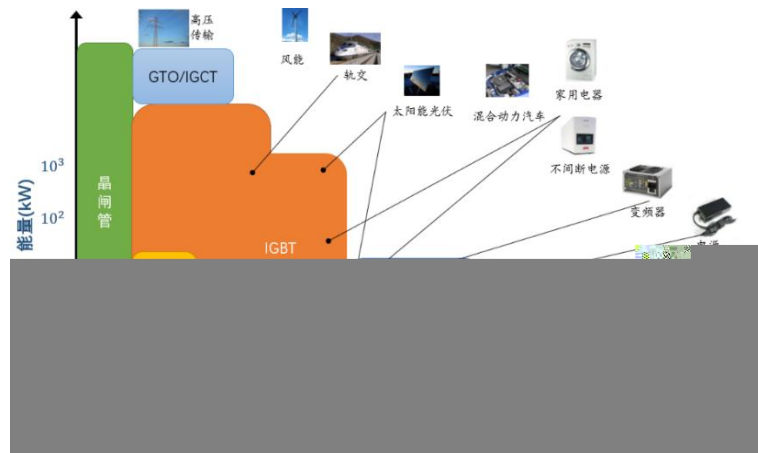 高压
传输
GTO/IGCT
风能
轨交
太阳能光伏
混合动力汽车
家用电器
不间断电源
变频器
电源
能量(kW)
10³
10²
晶闸管
IGBT